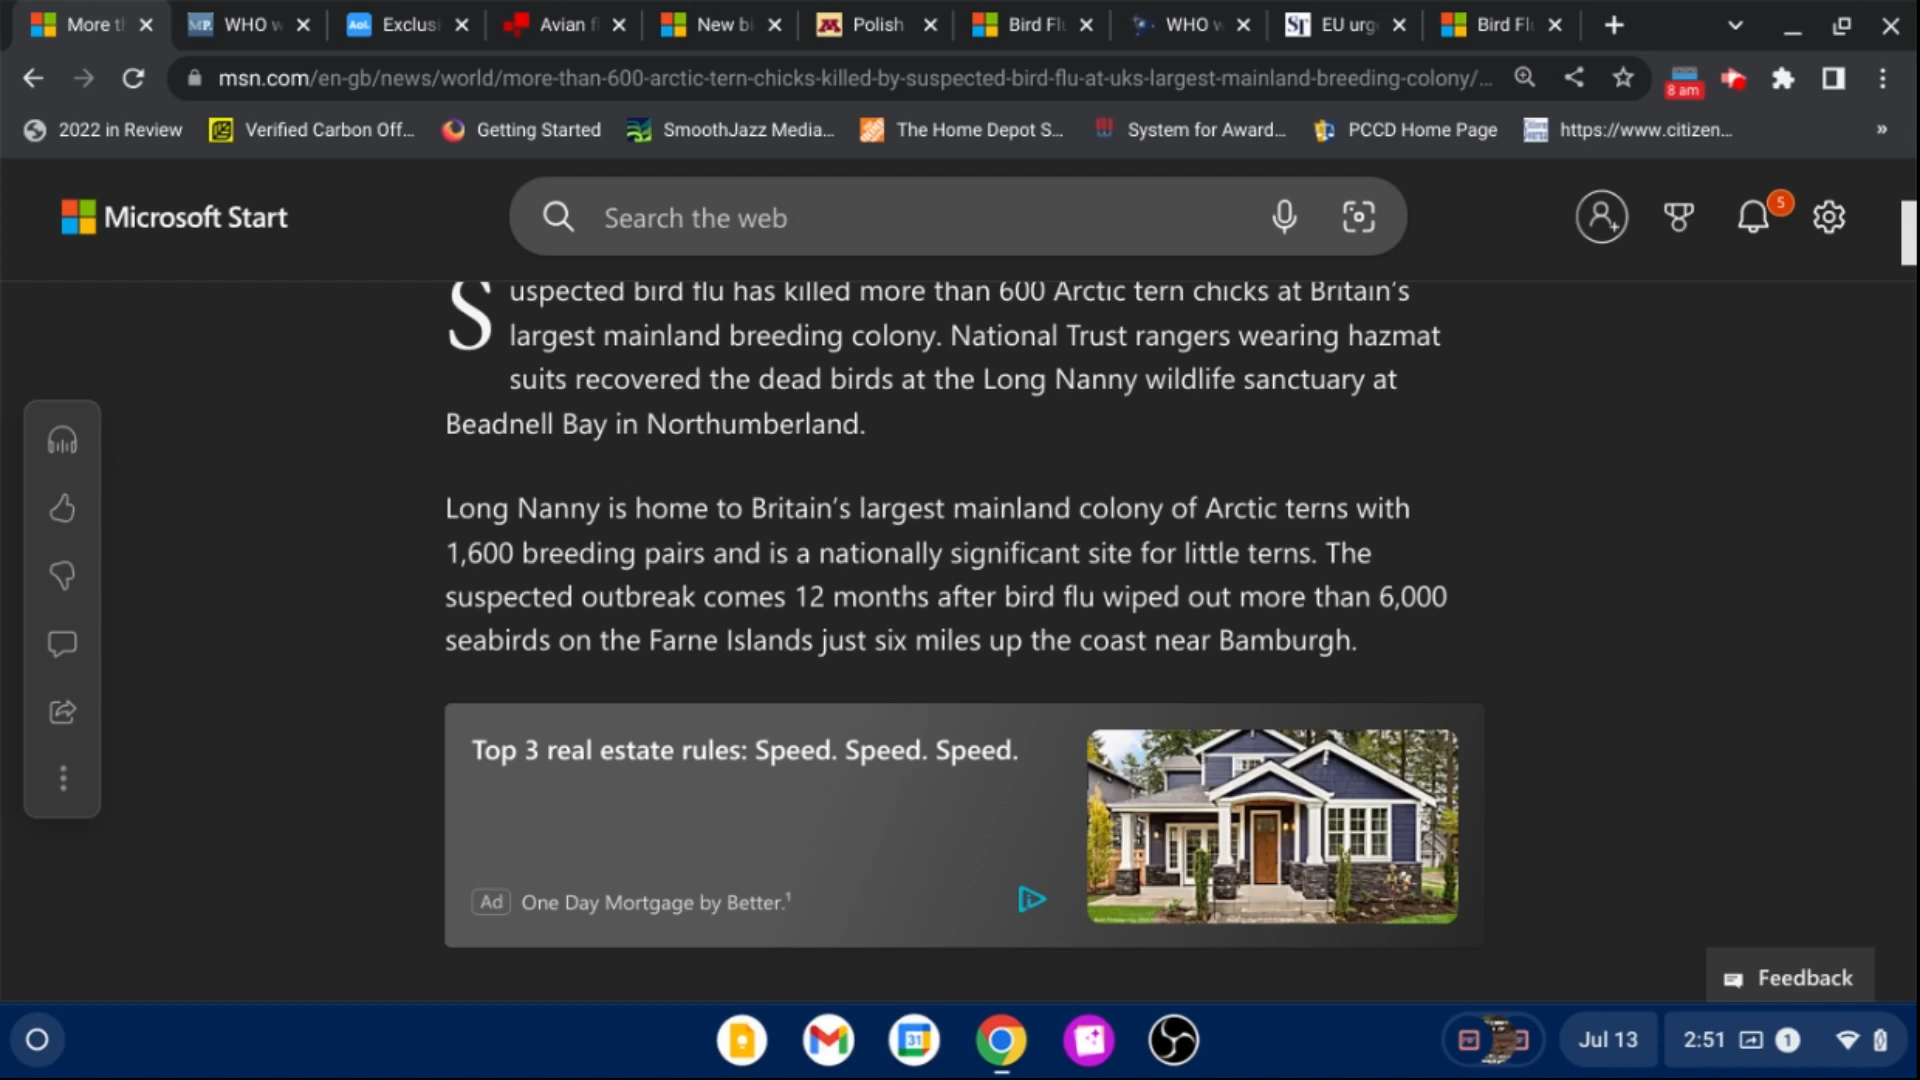 More t
WHO w
Aol.
Exclusi
Avian f
New bi
Polish
Bird Flu
WHO w
EU urg
Bird Flu
msn.com/en-gb/news/world/more-than-600-arctic-tern-chicks-killed-by-suspected-bird-flu-at-uks-largest-mainland-breeding-colony/...
8 am
2022 in Review
Verified Carbon Off...
Getting Started
SmoothJazz Media...
The Home Depot S...
System for Award...
PCCD Home Page
https://www.citizen...
»
Microsoft Start
Search the web
5
Suspected bird flu has killed more than 600 Arctic tern chicks at Britain’s
largest mainland breeding colony. National Trust rangers wearing hazmat
suits recovered the dead birds at the Long Nanny wildlife sanctuary at
Beadnell Bay in Northumberland.
Long Nanny is home to Britain’s largest mainland colony of Arctic terns with
1,600 breeding pairs and is a nationally significant site for little terns. The
suspected outbreak comes 12 months after bird flu wiped out more than 6,000
seabirds on the Farne Islands just six miles up the coast near Bamburgh.
Top 3 real estate rules: Speed. Speed. Speed.
Ad One Day Mortgage by Better.¹
Feedback
31
Jul 13
2:51
1